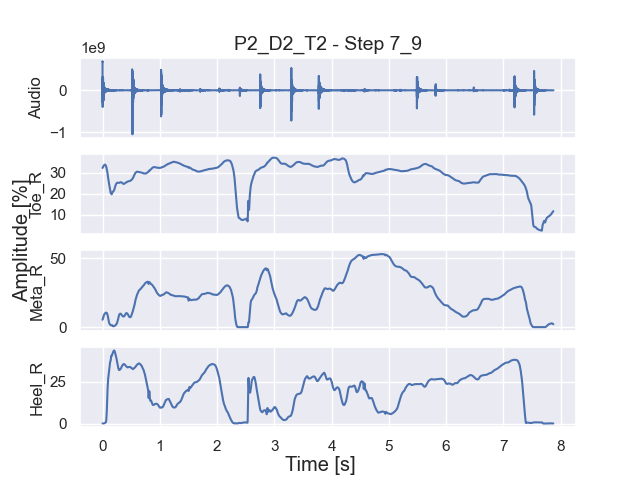 P2_D2_T2 - Step 7_9
1e9
Audio
0
−1
Toe_R
30
20
10
Amplitude [%]
Meta_R
50
0
Heel_R
25
0
0 1 2 3 4 5 6 7 8
Time [s]